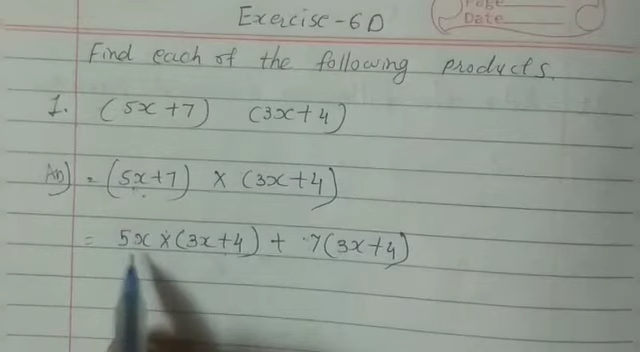 Page
Date
Exercise-6D
Find each of the following products.
1. (5x+7) (3x+4)
Ans) = (5x+7) × (3x+4)
= 5x×(3x+4) + 7(3x+4)